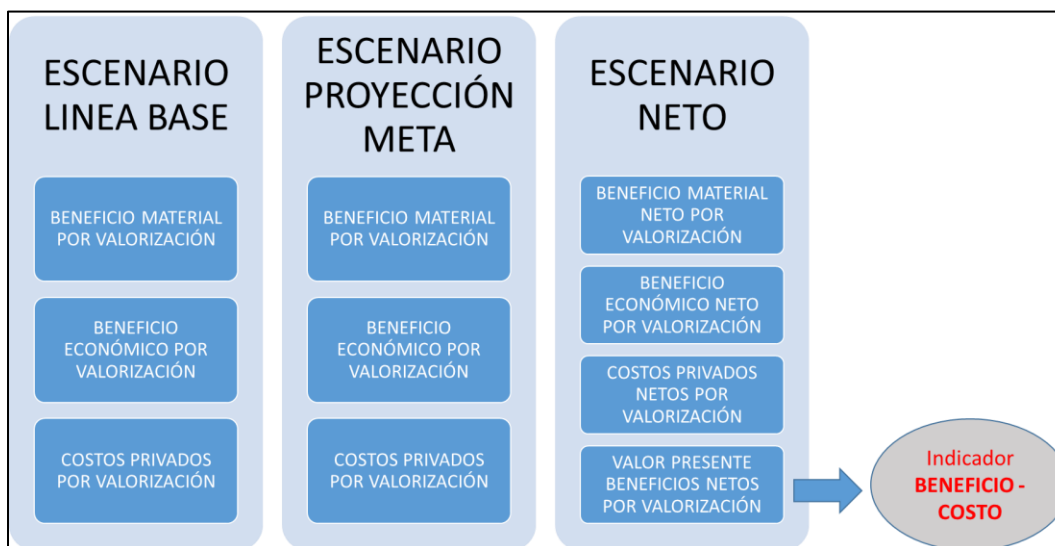 ESCENARIO
LINEA BASE
BENEFICIO MATERIAL
POR VALORIZACIÓN
BENEFICIO
ECONÓMICO POR
VALORIZACIÓN
COSTOS PRIVADOS
POR VALORIZACIÓN
ESCENARIO
PROYECCIÓN
META
BENEFICIO MATERIAL
POR VALORIZACIÓN
BENEFICIO
ECONÓMICO POR
VALORIZACIÓN
COSTOS PRIVADOS
POR VALORIZACIÓN
ESCENARIO
NETO
BENEFICIO MATERIAL
NETO POR
VALORIZACIÓN
BENEFICIO
ECONÓMICO NETO
POR VALORIZACIÓN
COSTOS PRIVADOS
NETOS POR
VALORIZACIÓN
VALOR PRESENTE
BENEFICIOS NETOS
POR VALORIZACIÓN
Indicador
BENEFICIO -
COSTO